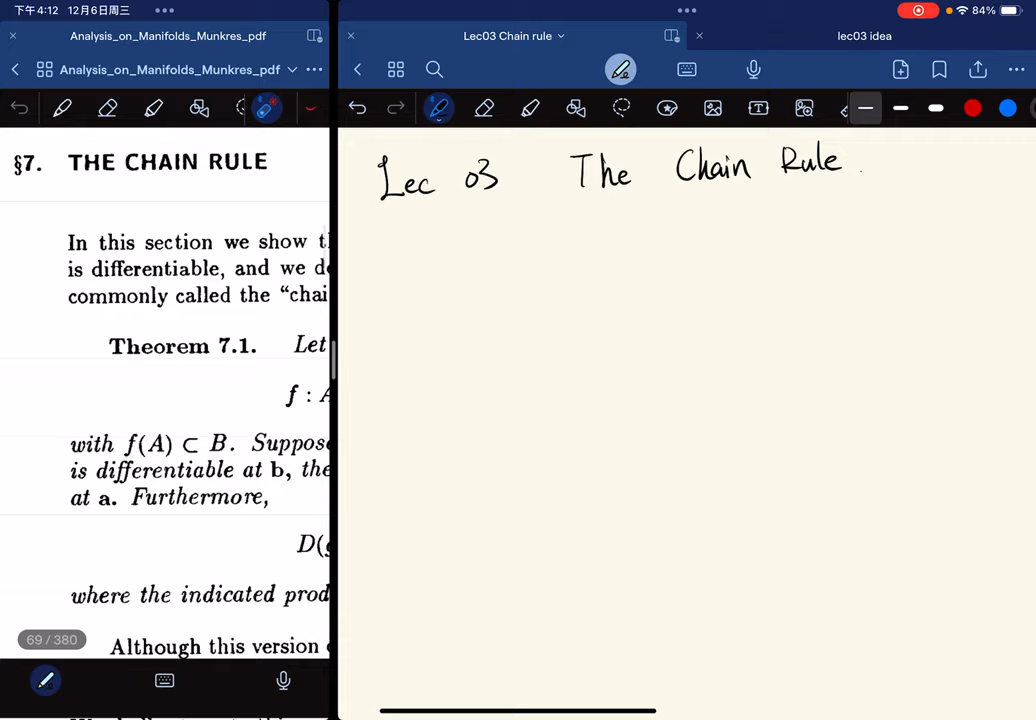 下午4:12 12月6日周三
84%
Analysis_on_Manifolds_Munkres_pdf
Lec03 Chain rule
lec03 idea
Analysis_on_Manifolds_Munkres_pdf
§7. THE CHAIN RULE
In this section we show th
is differentiable, and we de
commonly called the "chai
Theorem 7.1. Let
f : A
with f(A) ⊂ B. Suppose
is differentiable at b, the
at a. Furthermore,
D(g
where the indicated prod
69 / 380
Although this version o
Lec 03 The Chain Rule